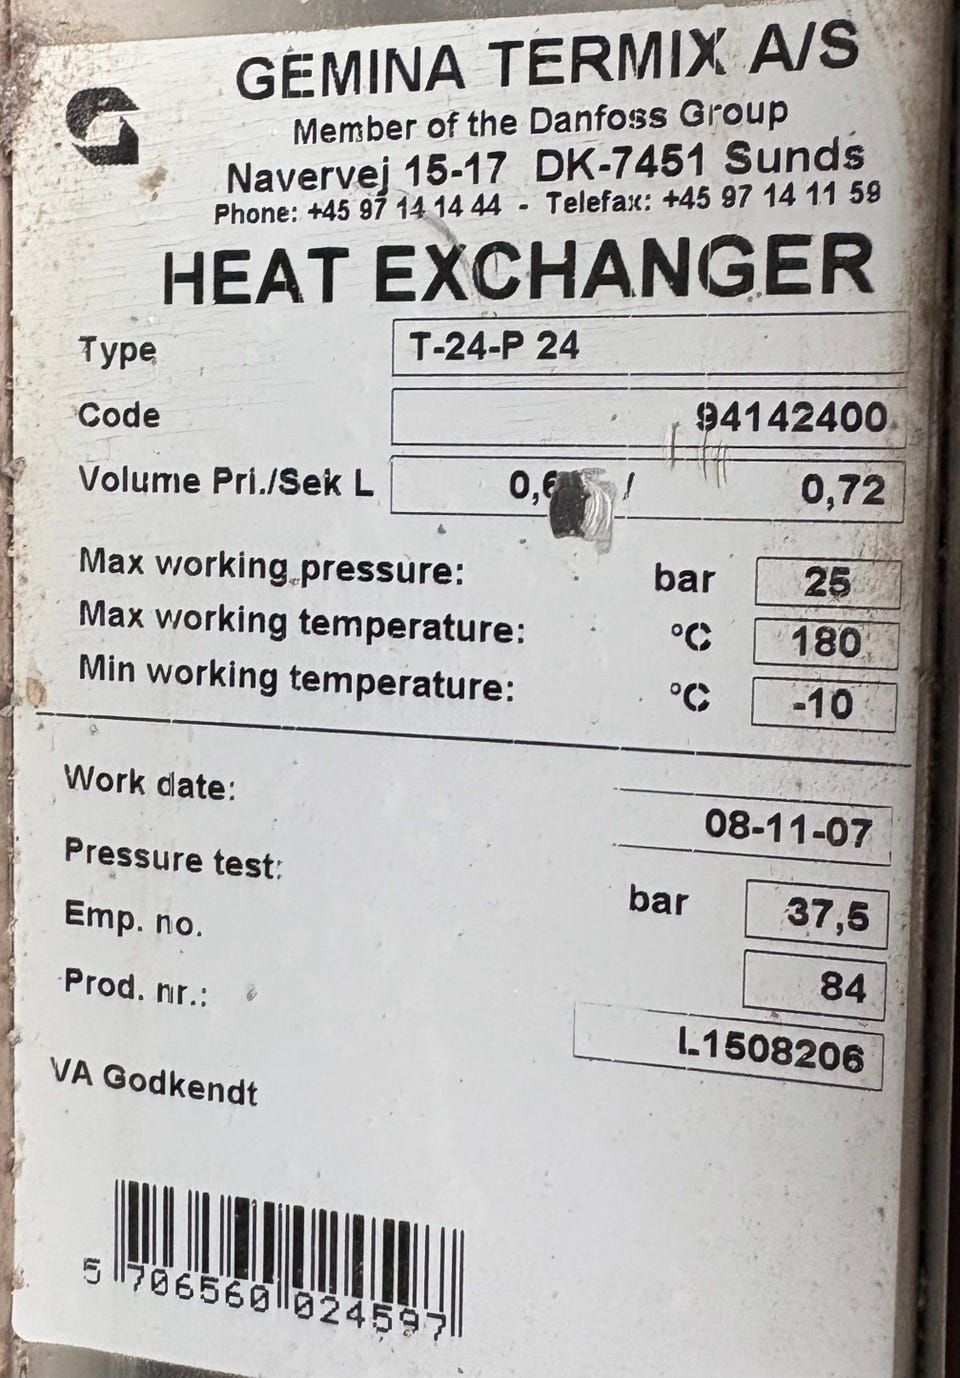 GEMINA TERMIX A/S
Member of the Danfoss Group
Navervej 15-17 DK-7451 Sunds
Phone: +45 97 14 14 44 - Telefax: +45 97 14 11 59
HEAT EXCHANGER
Type T-24-P 24
Code 94142400
Volume Pri./Sek L / 0,72
Max working pressure: bar 25
Max working temperature: °C 180
Min working temperature: °C -10
Work date: 08-11-07
Pressure test: bar 37,5
Emp. no. 84
Prod. nr.: L1508206
VA Godkendt
5 706560 024597